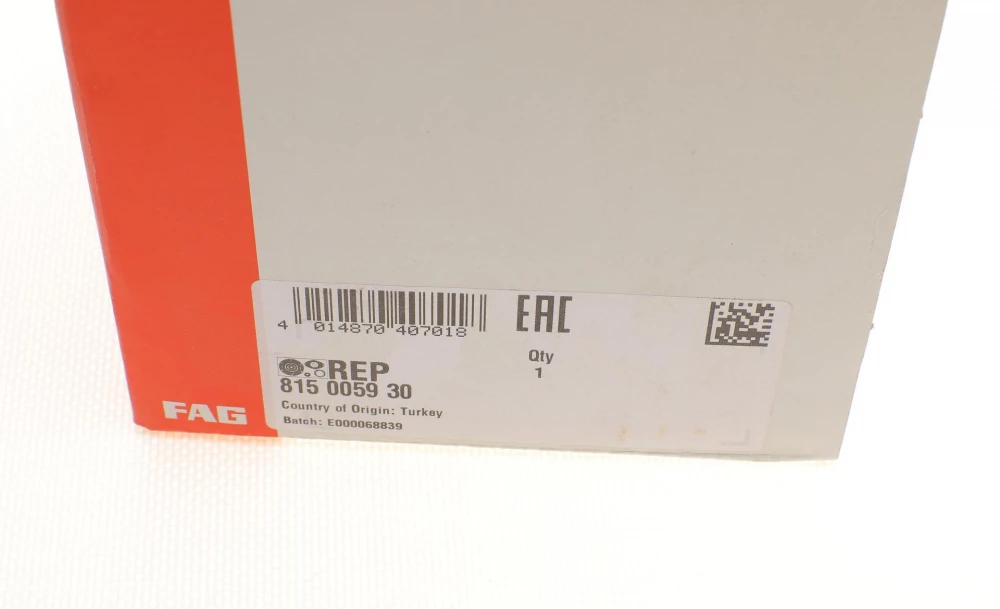 4 014870 407018
EAC
Qty
1
REP
815 0059 30
Country of Origin: Turkey
Batch: E000068839
FAG